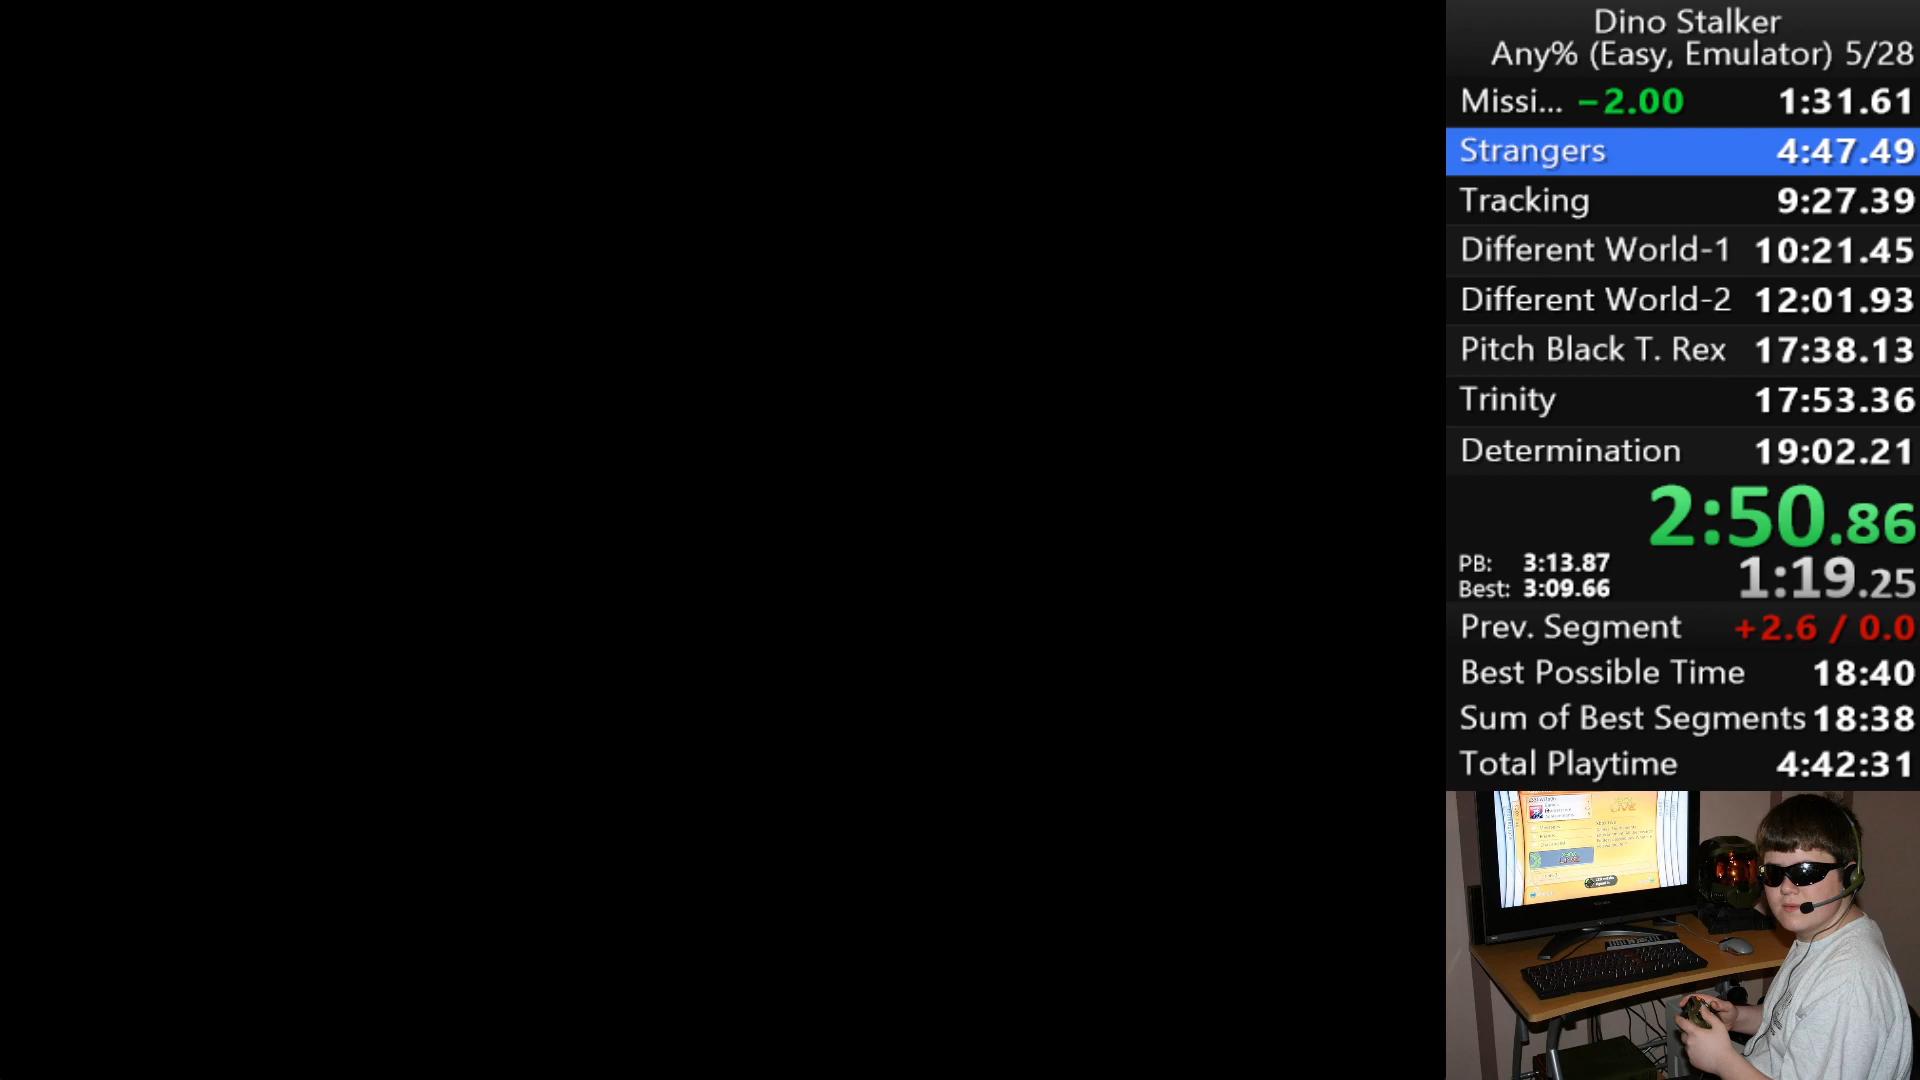 Dino Stalker
Any% (Easy, Emulator) 5/28
Missi... −2.00 1:31.61
Strangers 4:47.49
Tracking 9:27.39
Different World-1 10:21.45
Different World-2 12:01.93
Pitch Black T. Rex 17:38.13
Trinity 17:53.36
Determination 19:02.21
2:50.86
PB: 3:13.87
Best: 3:09.66
1:19.25
Prev. Segment +2.6 / 0.0
Best Possible Time 18:40
Sum of Best Segments 18:38
Total Playtime 4:42:31